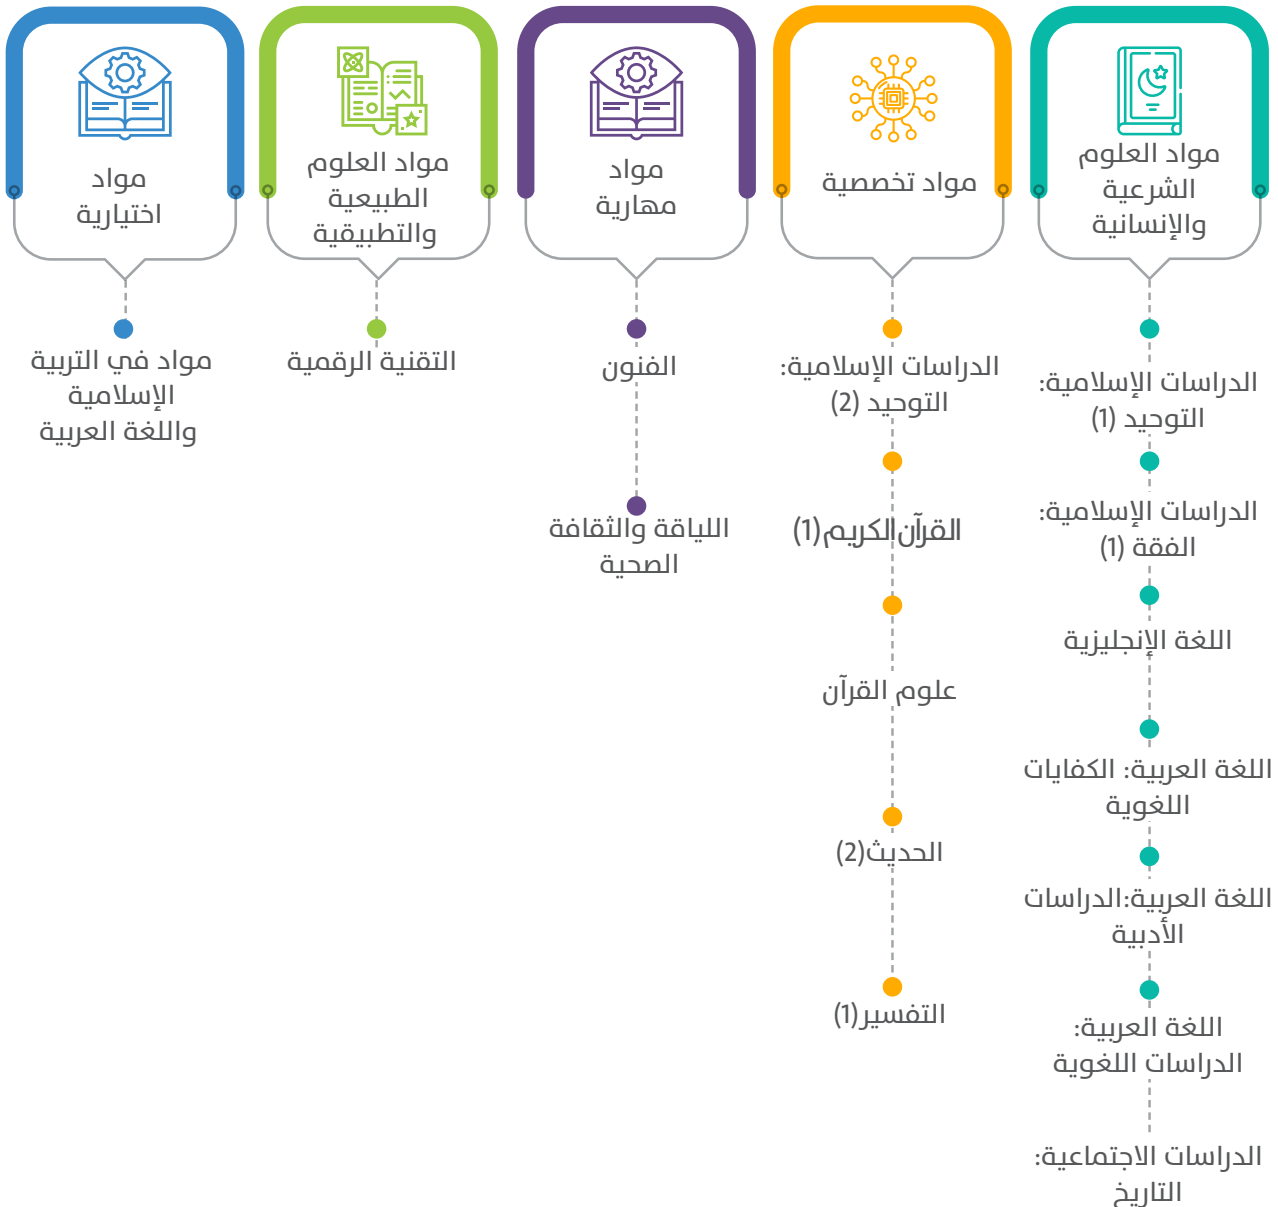 مواد العلوم
الشرعية
والإنسانية
الدراسات الإسلامية:
التوحيد (1)
الدراسات الإسلامية:
الفقة (1)
اللغة الإنجليزية
اللغة العربية: الكفايات
اللغوية
اللغة العربية:الدراسات
الأدبية
اللغة العربية:
الدراسات اللغوية
الدراسات الاجتماعية:
التاريخ
مواد تخصصية
الدراسات الإسلامية:
التوحيد (2)
القرآن الكريم (1)
علوم القرآن
الحديث(2)
التفسير(1)
مواد
مهارية
الفنون
اللياقة والثقافة
الصحية
مواد العلوم
الطبيعية
والتطبيقية
التقنية الرقمية
مواد
اختيارية
مواد في التربية
الإسلامية
واللغة العربية